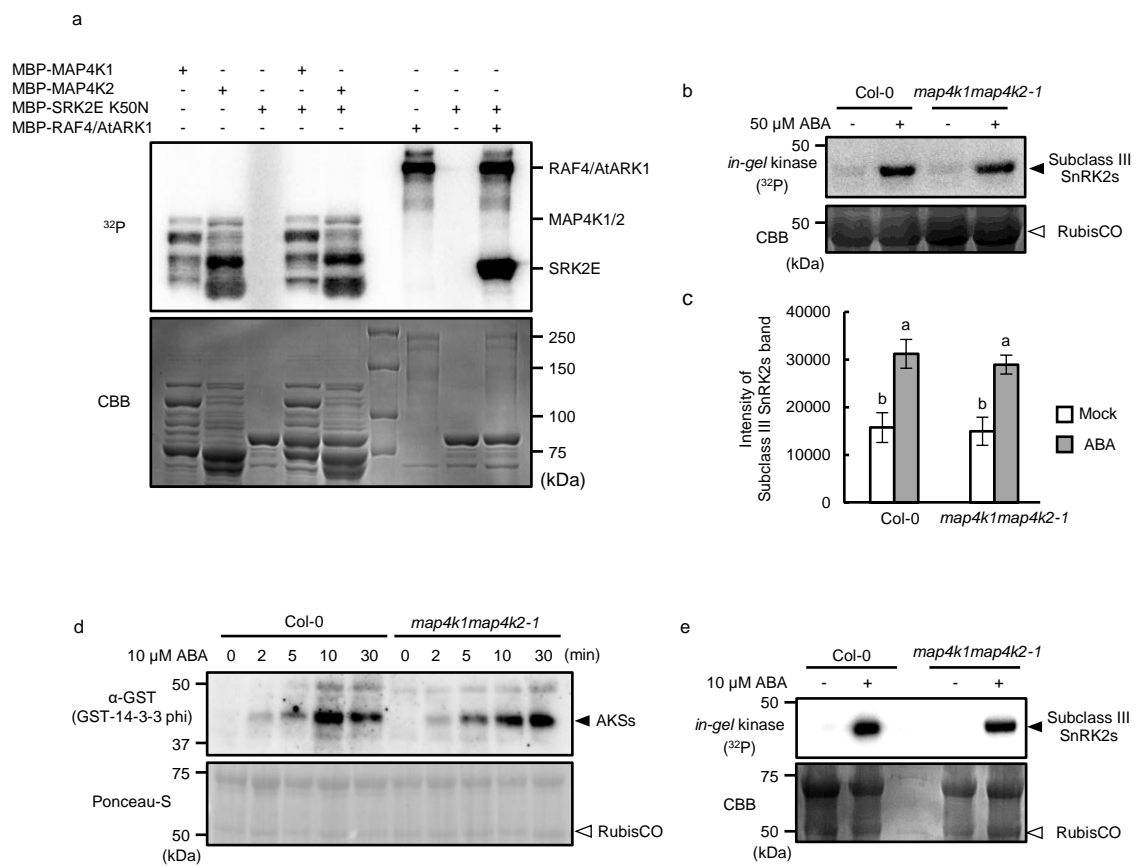 a
MBP-MAP4K1 + - - + - - - -
MBP-MAP4K2 - + - - + - - -
MBP-SRK2E K50N - - + + + - + +
MBP-RAF4/AtARK1 - - - - - + - +
32P
RAF4/AtARK1
MAP4K1/2
SRK2E
CBB
250
150
100
75
(kDa)
b
Col-0 map4k1map4k2-1
50 µM ABA - + - +
50
in-gel kinase
(32P)
Subclass III
SnRK2s
50
CBB
RubisCO
(kDa)
c
Intensity of
Subclass III SnRK2s band
40000
30000
20000
10000
0
b a b a
Col-0 map4k1map4k2-1
Mock
ABA
d
Col-0 map4k1map4k2-1
10 µM ABA 0 2 5 10 30 0 2 5 10 30 (min)
50
α-GST
(GST-14-3-3 phi)
AKSs
37
75
Ponceau-S
50
RubisCO
(kDa)
e
Col-0 map4k1map4k2-1
10 µM ABA - + - +
50
in-gel kinase
(32P)
Subclass III
SnRK2s
75
CBB
50
RubisCO
(kDa)